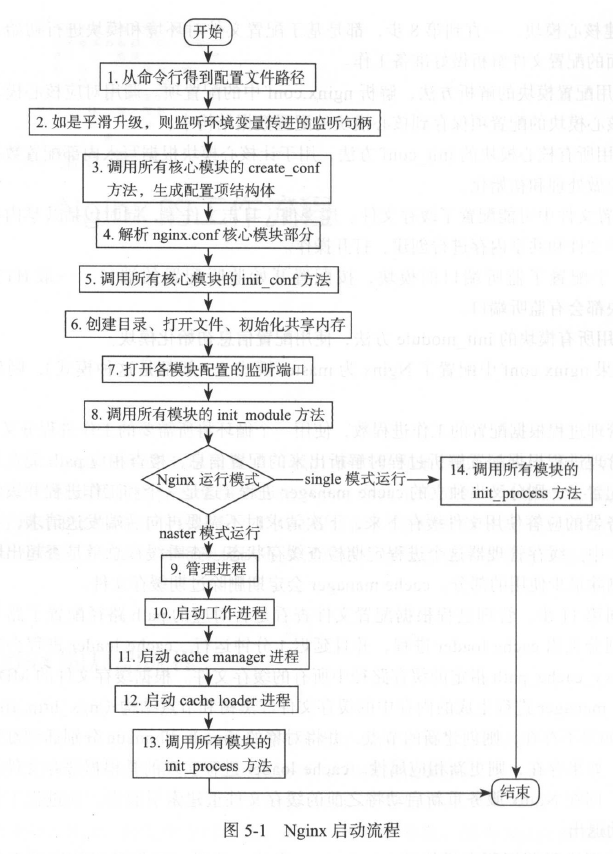 开始
1. 从命令行得到配置文件路径
2. 如是平滑升级，则监听环境变量传进的监听句柄
3. 调用所有核心模块的 create_conf
方法，生成配置项结构体
4. 解析 nginx.conf 核心模块部分
5. 调用所有核心模块的 init_conf 方法
6. 创建目录、打开文件、初始化共享内存
7. 打开各模块配置的监听端口
8. 调用所有模块的 init_module 方法
Nginx 运行模式
single 模式运行
14. 调用所有模块的
init_process 方法
naster 模式运行
9. 管理进程
10. 启动工作进程
11. 启动 cache manager 进程
12. 启动 cache loader 进程
13. 调用所有模块的
init_process 方法
结束
图 5-1 Nginx 启动流程